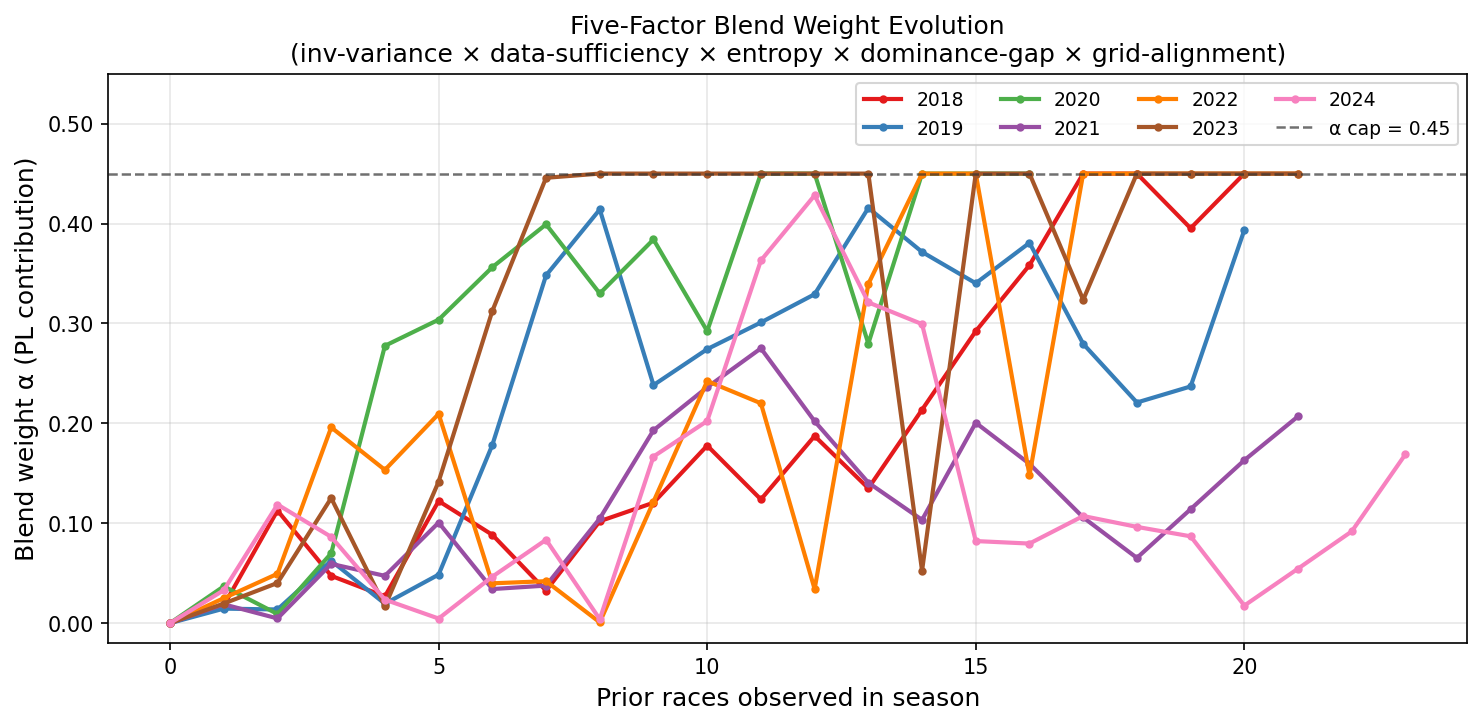 Five-Factor Blend Weight Evolution
(inv-variance × data-sufficiency × entropy × dominance-gap × grid-alignment)
2018 2020 2022 2024
2019 2021 2023 α cap = 0.45
Blend weight α (PL contribution)
0.50
0.40
0.30
0.20
0.10
0.00
0 5 10 15 20
Prior races observed in season